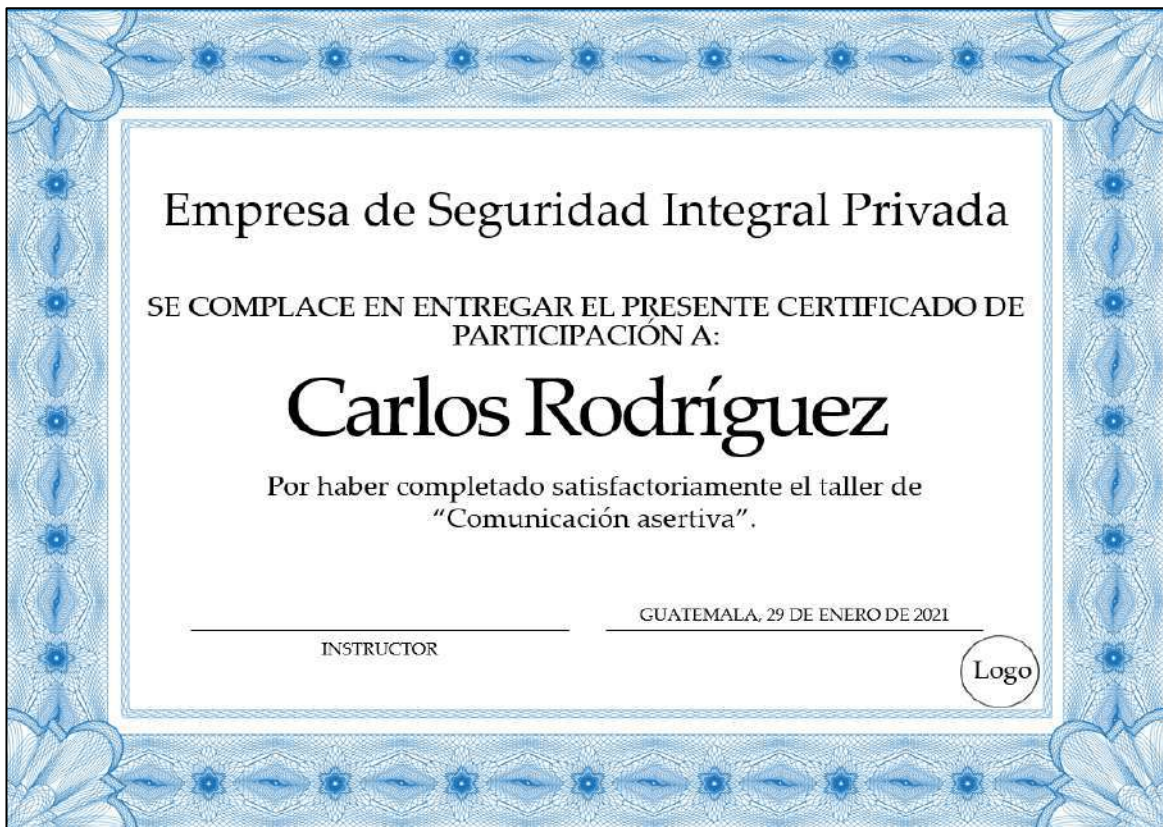 Empresa de Seguridad Integral Privada
SE COMPLACE EN ENTREGAR EL PRESENTE CERTIFICADO DE
PARTICIPACIÓN A:
Carlos Rodríguez
Por haber completado satisfactoriamente el taller de
“Comunicación asertiva”.
GUATEMALA, 29 DE ENERO DE 2021
INSTRUCTOR
Logo